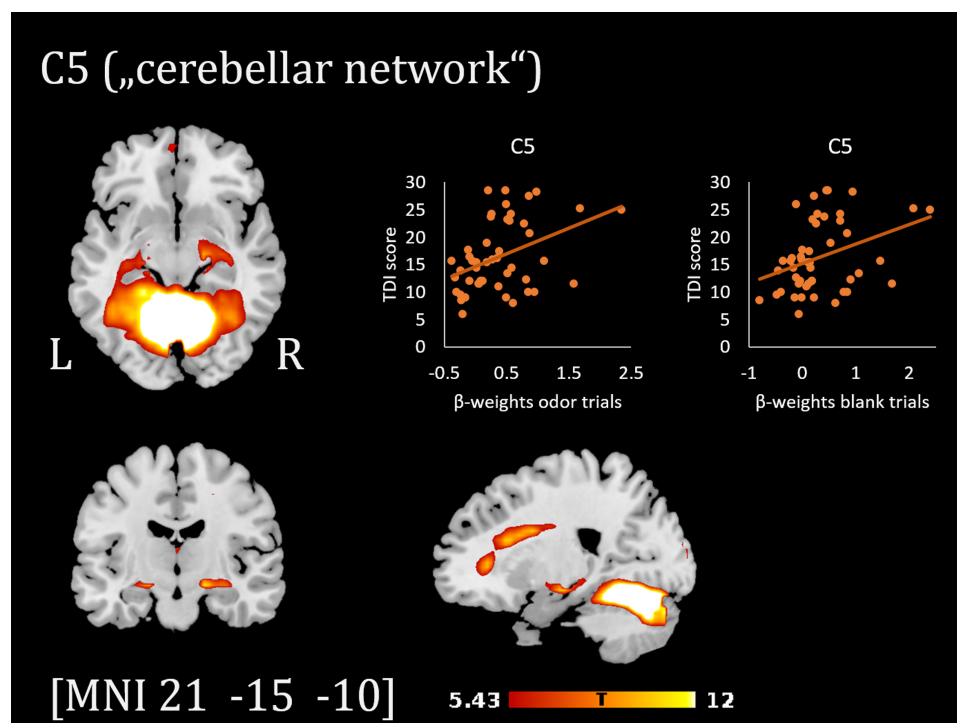 C5 („cerebellar network“)
L
R
C5
TDI score
30
25
20
15
10
5
0
-0.5 0.5 1.5 2.5
β-weights odor trials
C5
TDI score
30
25
20
15
10
5
0
-1 0 1 2
β-weights blank trials
[MNI 21 -15 -10]
5.43 T 12